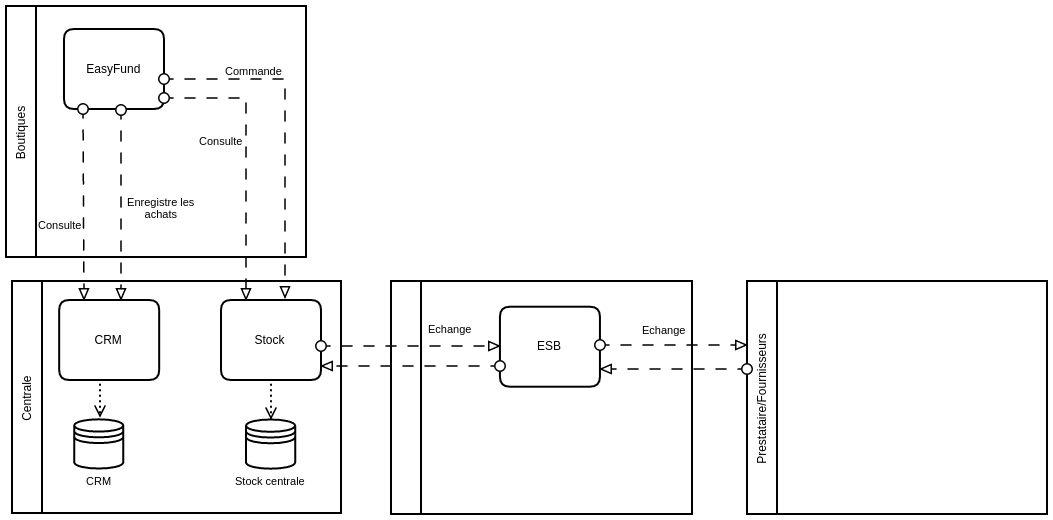 Boutiques
EasyFund
Commande
Consulte
Enregistre les
achats
Consulte
Centrale
CRM
Stock
Echange
ESB
Echange
Prestataire/Fournisseurs
CRM
Stock centrale